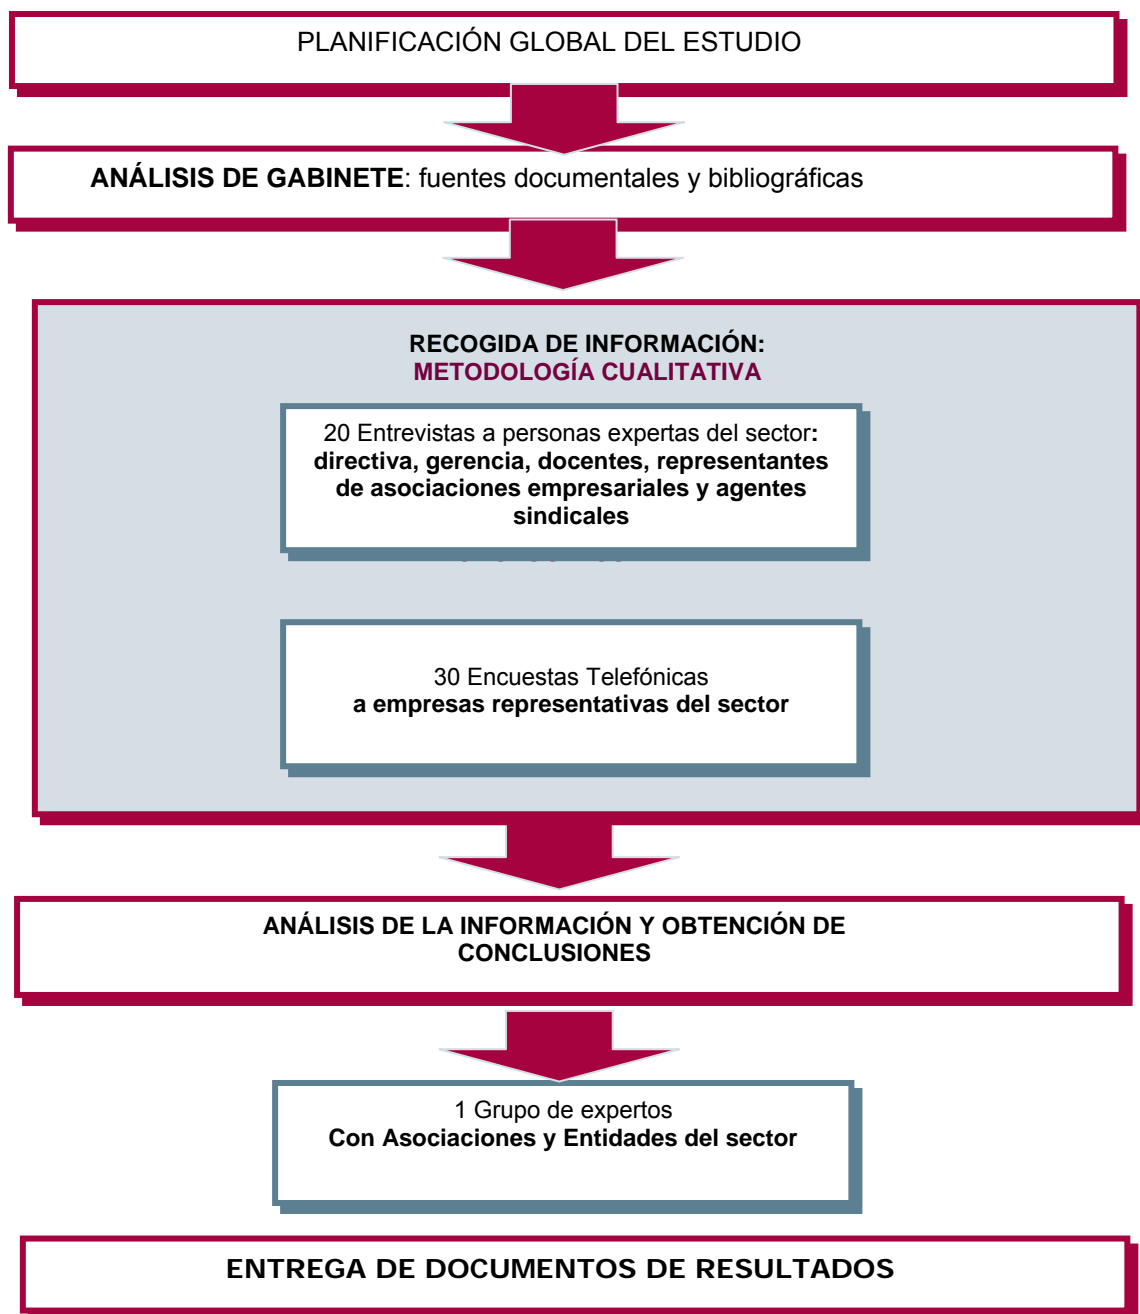 PLANIFICACIÓN GLOBAL DEL ESTUDIO
ANÁLISIS DE GABINETE: fuentes documentales y bibliográficas
RECOGIDA DE INFORMACIÓN:
METODOLOGÍA CUALITATIVA
20 Entrevistas a personas expertas del sector:
directiva, gerencia, docentes, representantes
de asociaciones empresariales y agentes
sindicales
30 Encuestas Telefónicas
a empresas representativas del sector
ANÁLISIS DE LA INFORMACIÓN Y OBTENCIÓN DE
CONCLUSIONES
1 Grupo de expertos
Con Asociaciones y Entidades del sector
ENTREGA DE DOCUMENTOS DE RESULTADOS